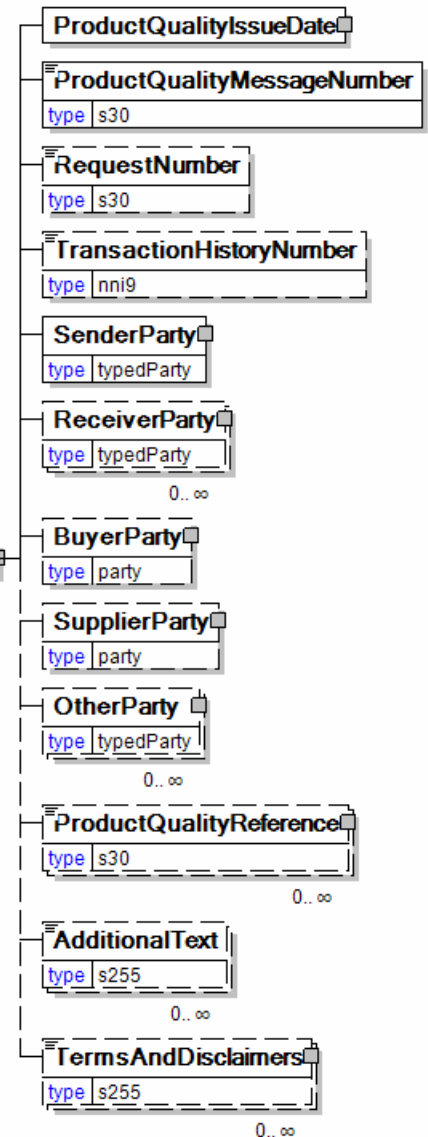 ProductQualityIssueDate
ProductQualityMessageNumber
type s30
RequestNumber
type s30
TransactionHistoryNumber
type nni9
SenderParty
type typedParty
ReceiverParty
type typedParty
0.. ∞
BuyerParty
type party
SupplierParty
type party
OtherParty
type typedParty
0.. ∞
ProductQualityReference
type s30
0.. ∞
AdditionalText
type s255
0.. ∞
TermsAndDisclaimers
type s255
0.. ∞